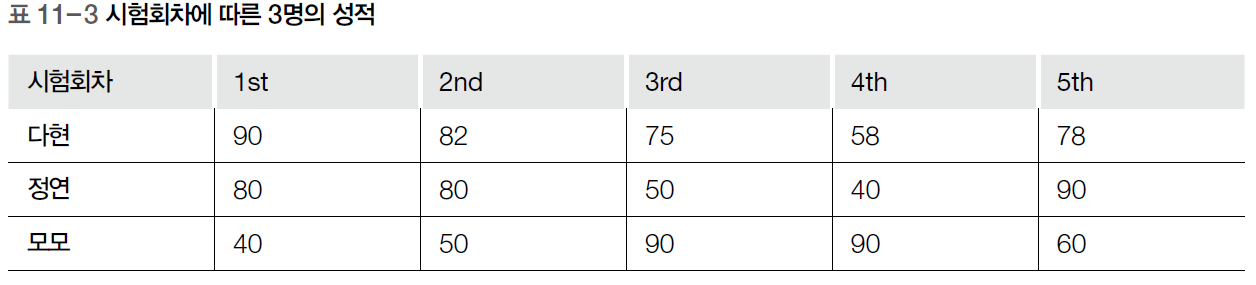 표 11-3 시험회차에 따른 3명의 성적
시험회차 1st 2nd 3rd 4th 5th
다현 90 82 75 58 78
정연 80 80 50 40 90
모모 40 50 90 90 60